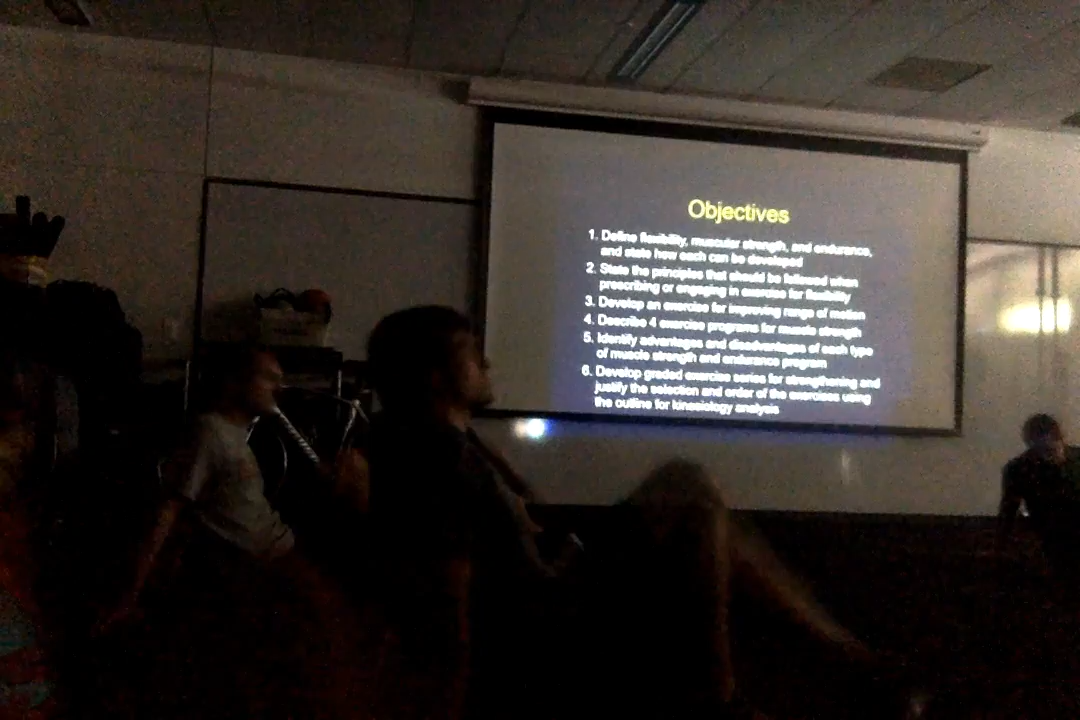 Objectives
1. Define flexibility, muscular strength, and endurance,
and state how each can be developed
2. State the principles that should be followed when
prescribing or engaging in exercise for flexibility
3. Develop an exercise for improving range of motion
4. Describe 4 exercise programs for muscle strength
5. Identify advantages and disadvantages of each type
of muscle strength and endurance program
6. Develop graded exercise series for strengthening and
justify the selection and order of the exercises using
the outline for kinesiology analysis